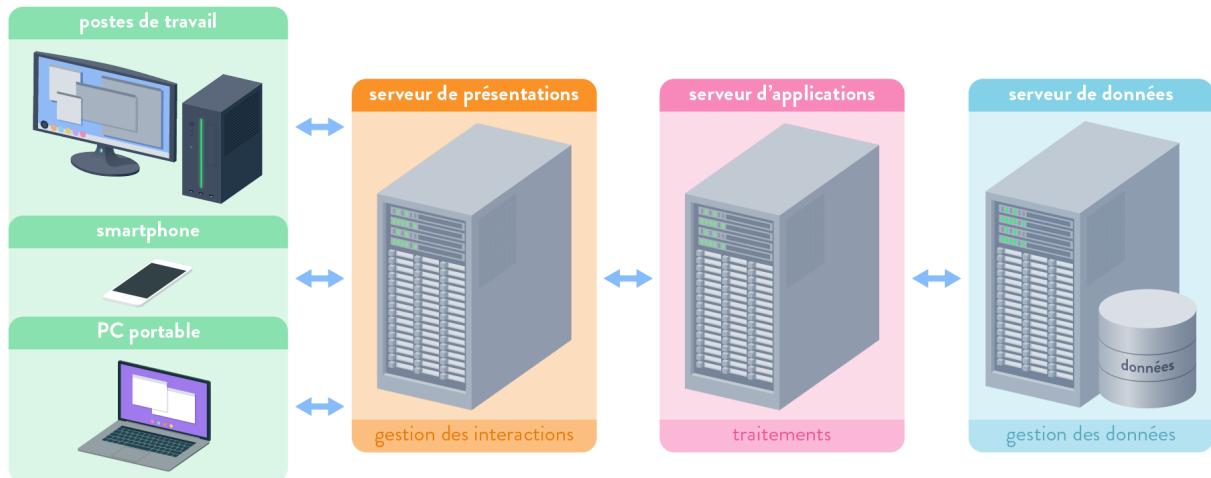 postes de travail
smartphone
PC portable
serveur de présentations
gestion des interactions
serveur d'applications
traitements
serveur de données
données
gestion des données